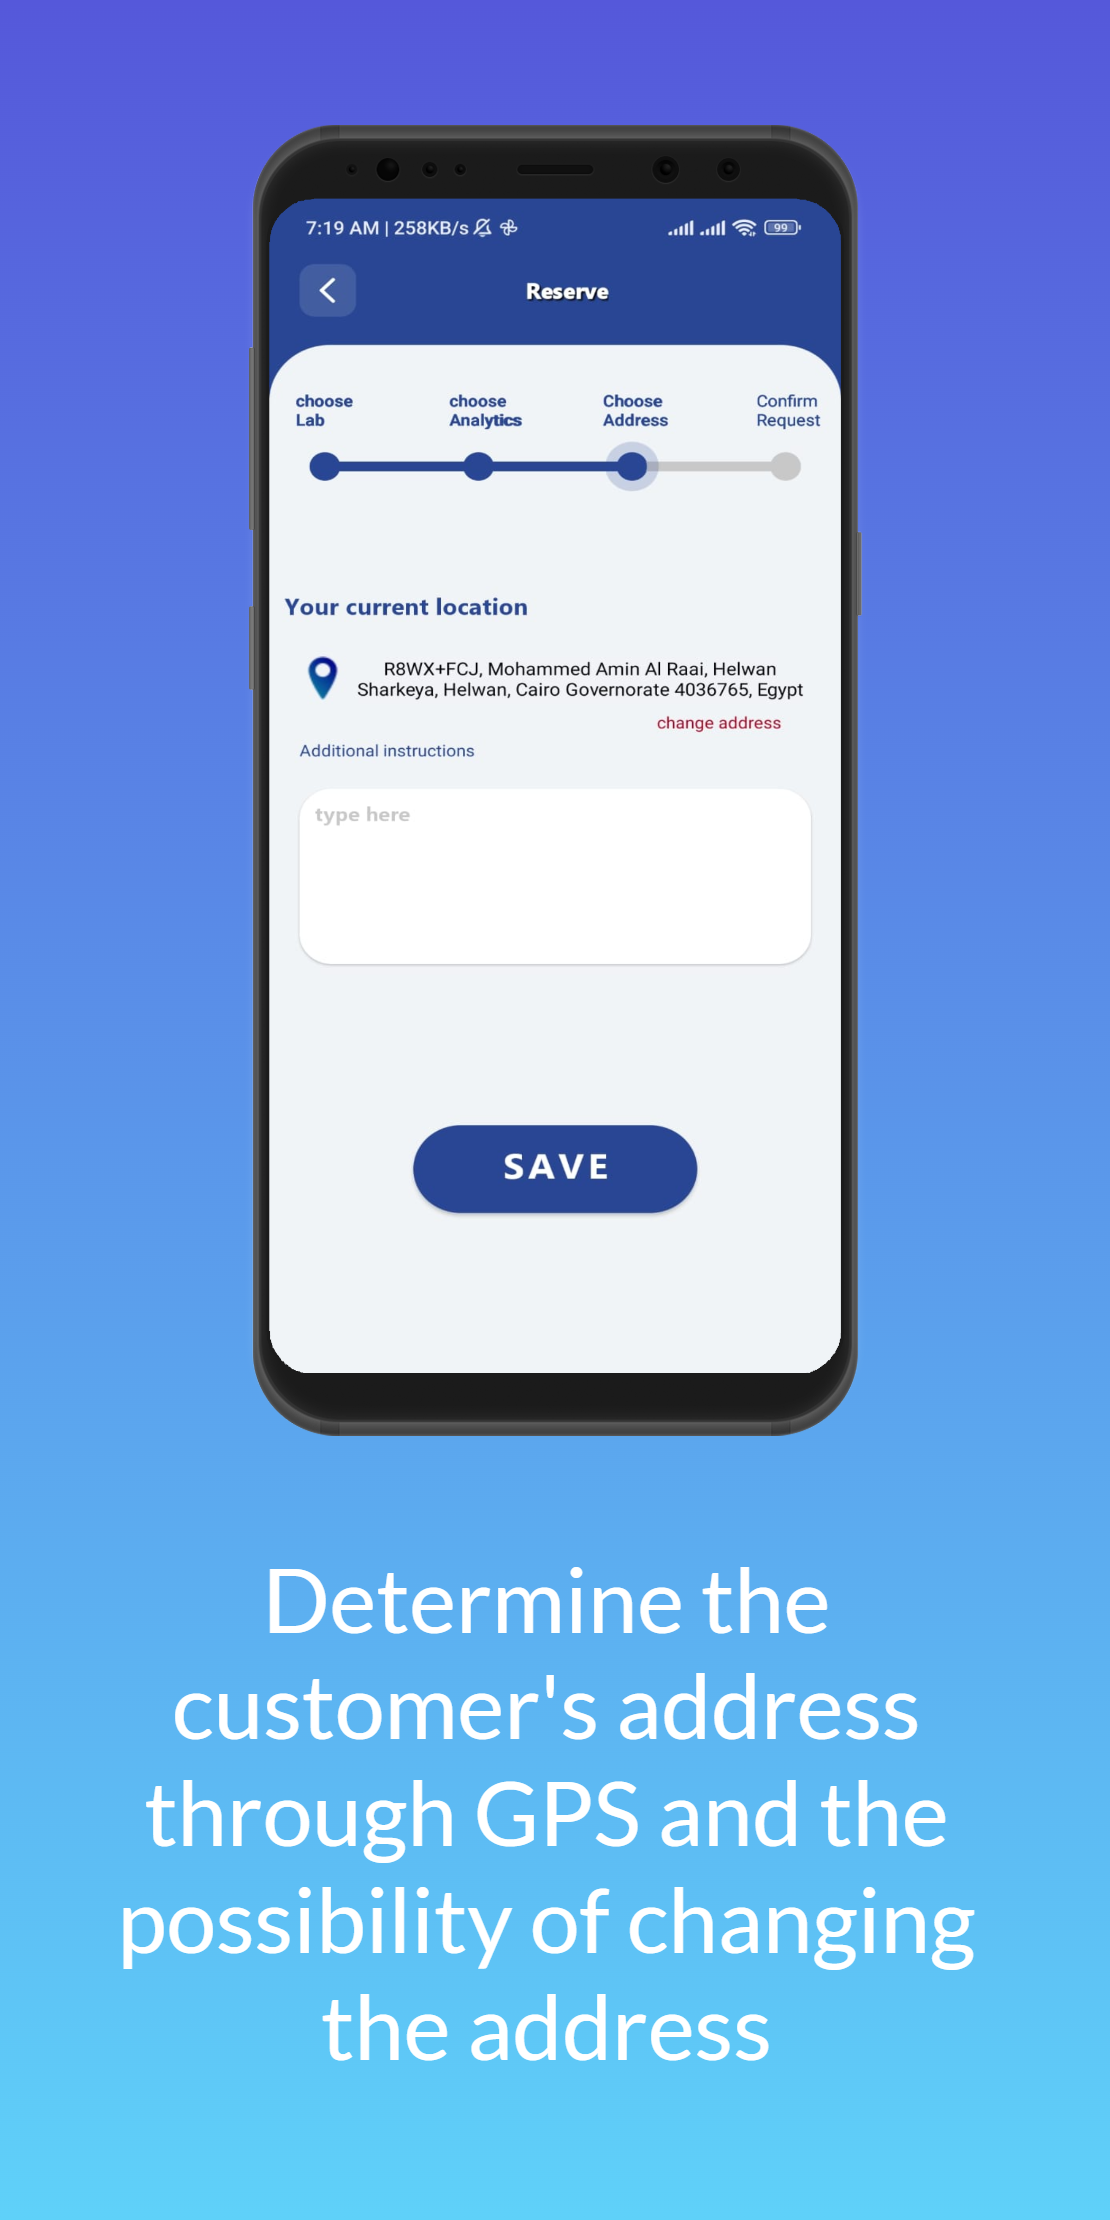 7:19 AM | 258KB/s
99
Reserve
choose
Lab
choose
Analytics
Choose
Address
Confirm
Request
Your current location
R8WX+FCJ, Mohammed Amin Al Raai, Helwan
Sharkeya, Helwan, Cairo Governorate 4036765, Egypt
change address
Additional instructions
type here
SAVE
Determine the
customer's address
through GPS and the
possibility of changing
the address